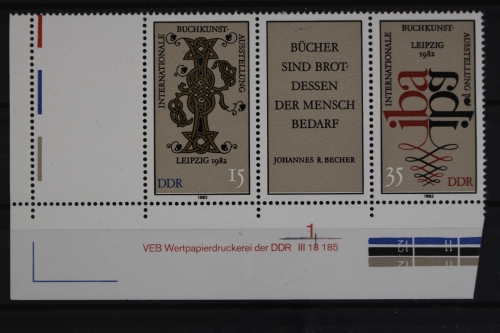 INTERNATIONALE
BUCHKUNST-
AUSSTELLUNG
LEIPZIG 1982
DDR 15
1982
BÜCHER
SIND BROT-
DESSEN
DER MENSCH
BEDARF
JOHANNES R. BECHER
INTERNATIONALE
BUCHKUNST-
AUSSTELLUNG
LEIPZIG
1982
iba
iba
35 DDR
1982
1
VEB Wertpapierdruckerei der DDR III 18 185